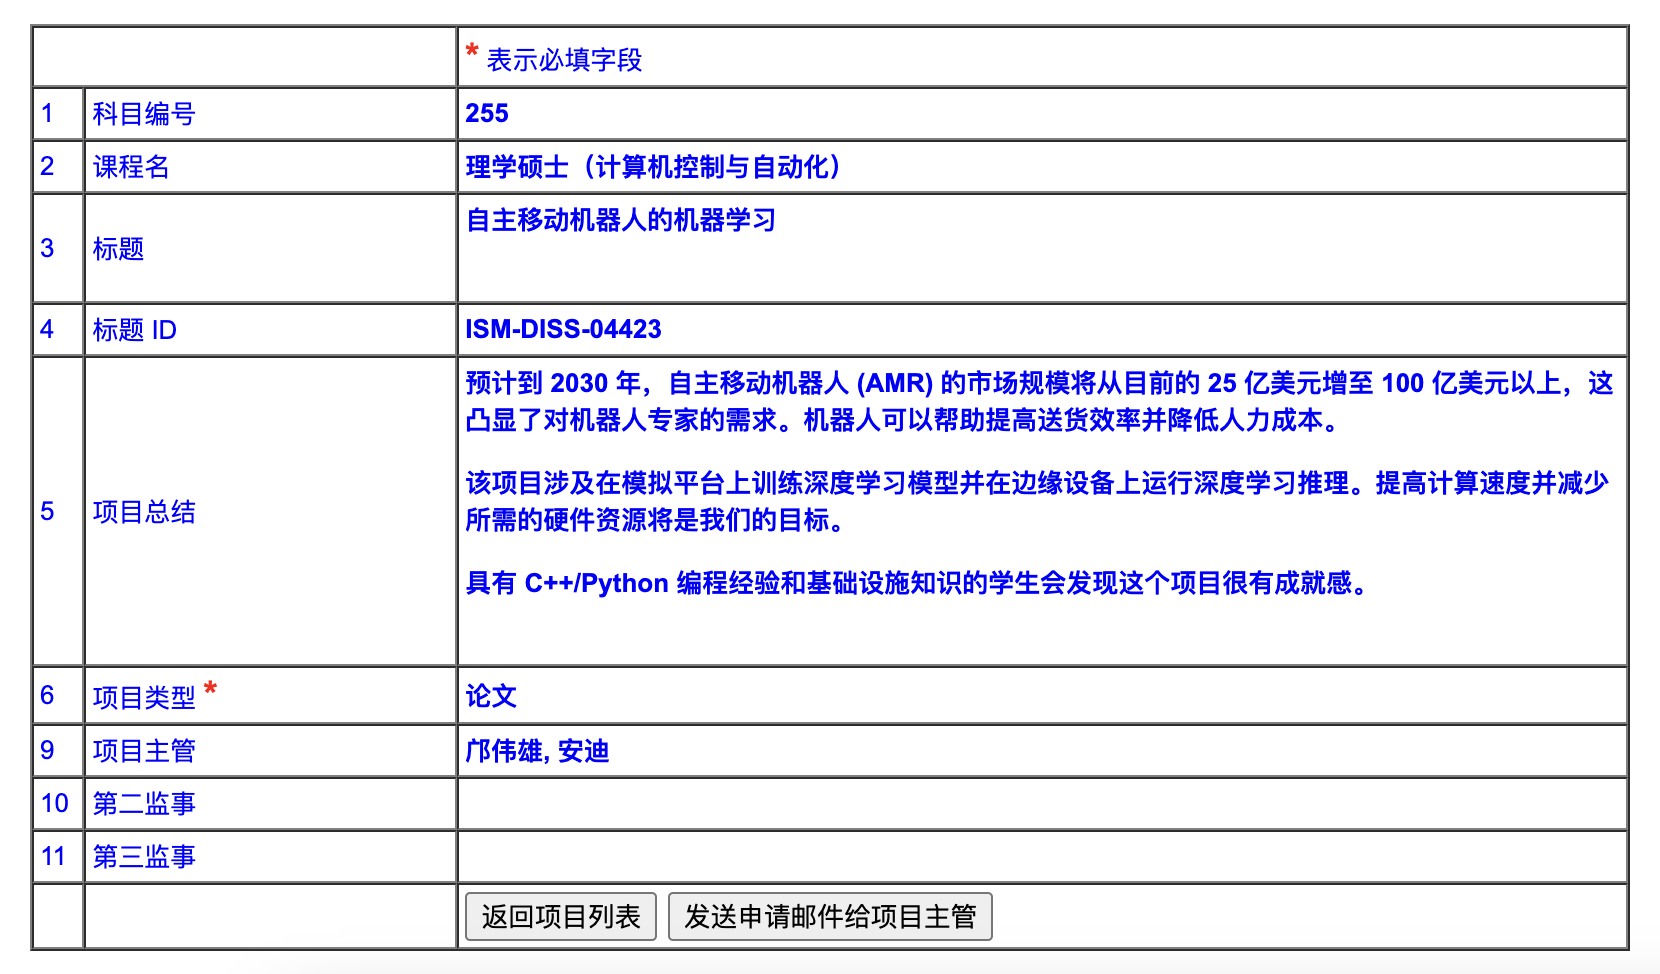 * 表示必填字段
1 科目编号 255
2 课程名 理学硕士（计算机控制与自动化）
3 标题 自主移动机器人的机器学习
4 标题 ID ISM-DISS-04423
5 项目总结 预计到 2030 年，自主移动机器人 (AMR) 的市场规模将从目前的 25 亿美元增至 100 亿美元以上，这
凸显了对机器人专家的需求。机器人可以帮助提高送货效率并降低人力成本。
该项目涉及在模拟平台上训练深度学习模型并在边缘设备上运行深度学习推理。提高计算速度并减少
所需的硬件资源将是我们的目标。
具有 C++/Python 编程经验和基础设施知识的学生会发现这个项目很有成就感。
6 项目类型 * 论文
9 项目主管 邝伟雄, 安迪
10 第二监事
11 第三监事
返回项目列表 发送申请邮件给项目主管